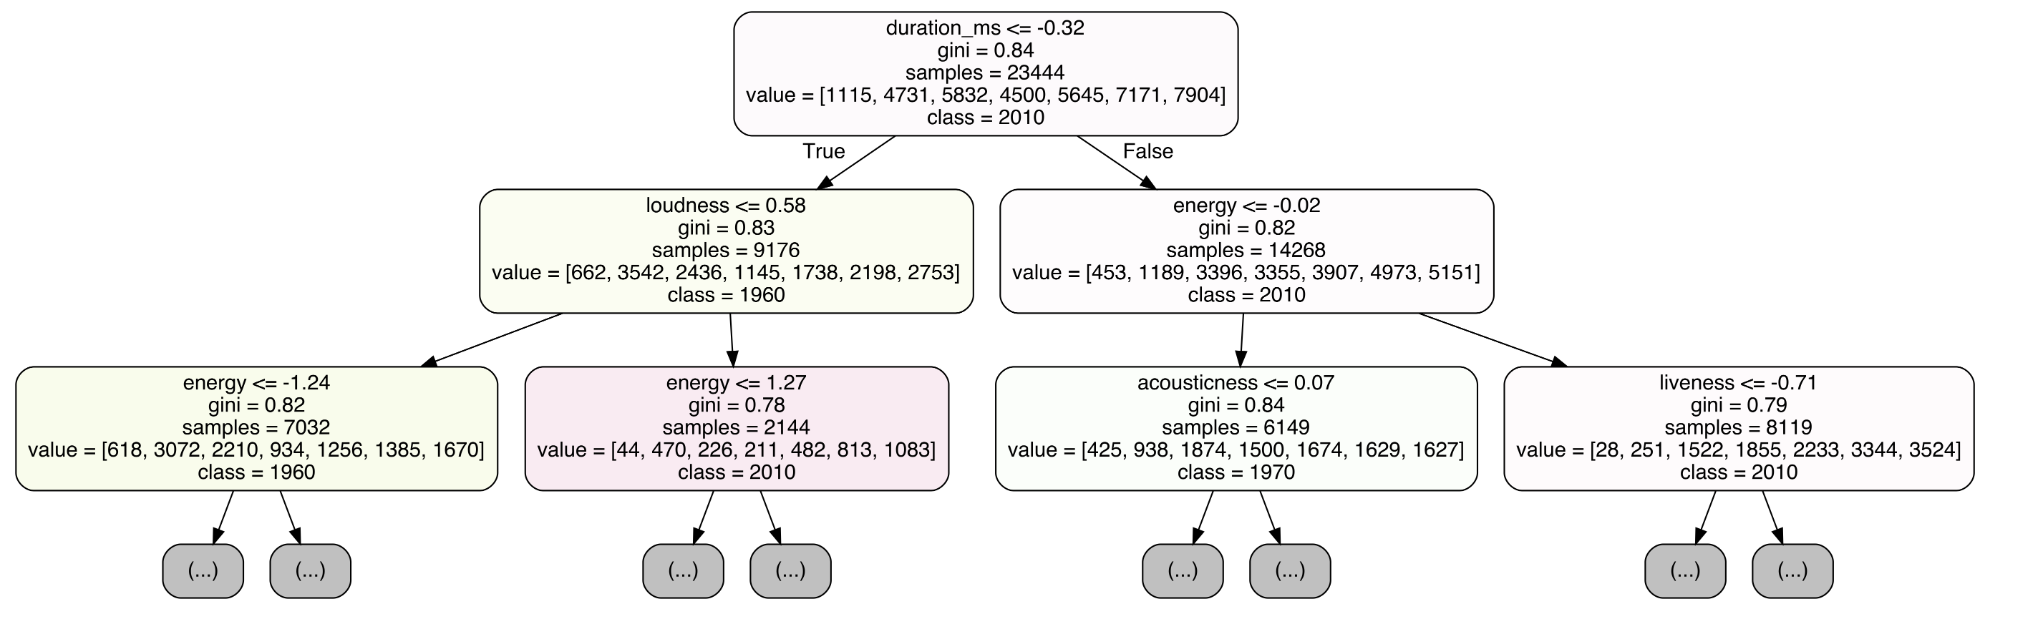 duration_ms <= -0.32
gini = 0.84
samples = 23444
value = [1115, 4731, 5832, 4500, 5645, 7171, 7904]
class = 2010
True
False
loudness <= 0.58
gini = 0.83
samples = 9176
value = [662, 3542, 2436, 1145, 1738, 2198, 2753]
class = 1960
energy <= -0.02
gini = 0.82
samples = 14268
value = [453, 1189, 3396, 3355, 3907, 4973, 5151]
class = 2010
energy <= -1.24
gini = 0.82
samples = 7032
value = [618, 3072, 2210, 934, 1256, 1385, 1670]
class = 1960
energy <= 1.27
gini = 0.78
samples = 2144
value = [44, 470, 226, 211, 482, 813, 1083]
class = 2010
acousticness <= 0.07
gini = 0.84
samples = 6149
value = [425, 938, 1874, 1500, 1674, 1629, 1627]
class = 1970
liveness <= -0.71
gini = 0.79
samples = 8119
value = [28, 251, 1522, 1855, 2233, 3344, 3524]
class = 2010
(...)
(...)
(...)
(...)
(...)
(...)
(...)
(...)